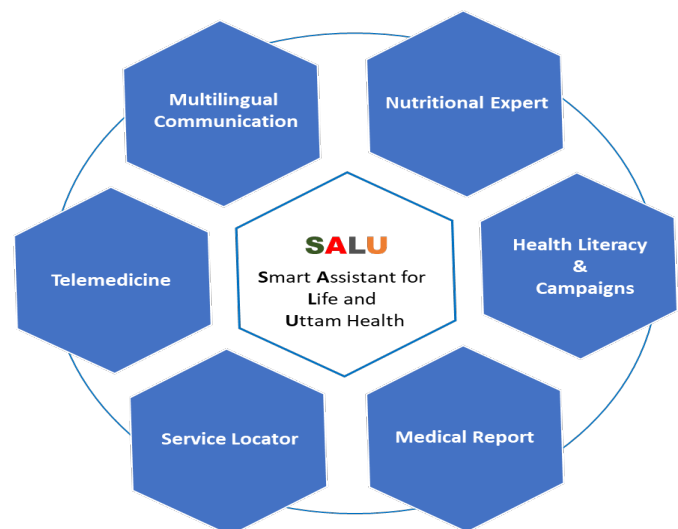 Multilingual
Communication
Nutritional Expert
Telemedicine
SALU
Smart Assistant for
Life and
Uttam Health
Health Literacy
&
Campaigns
Service Locator
Medical Report